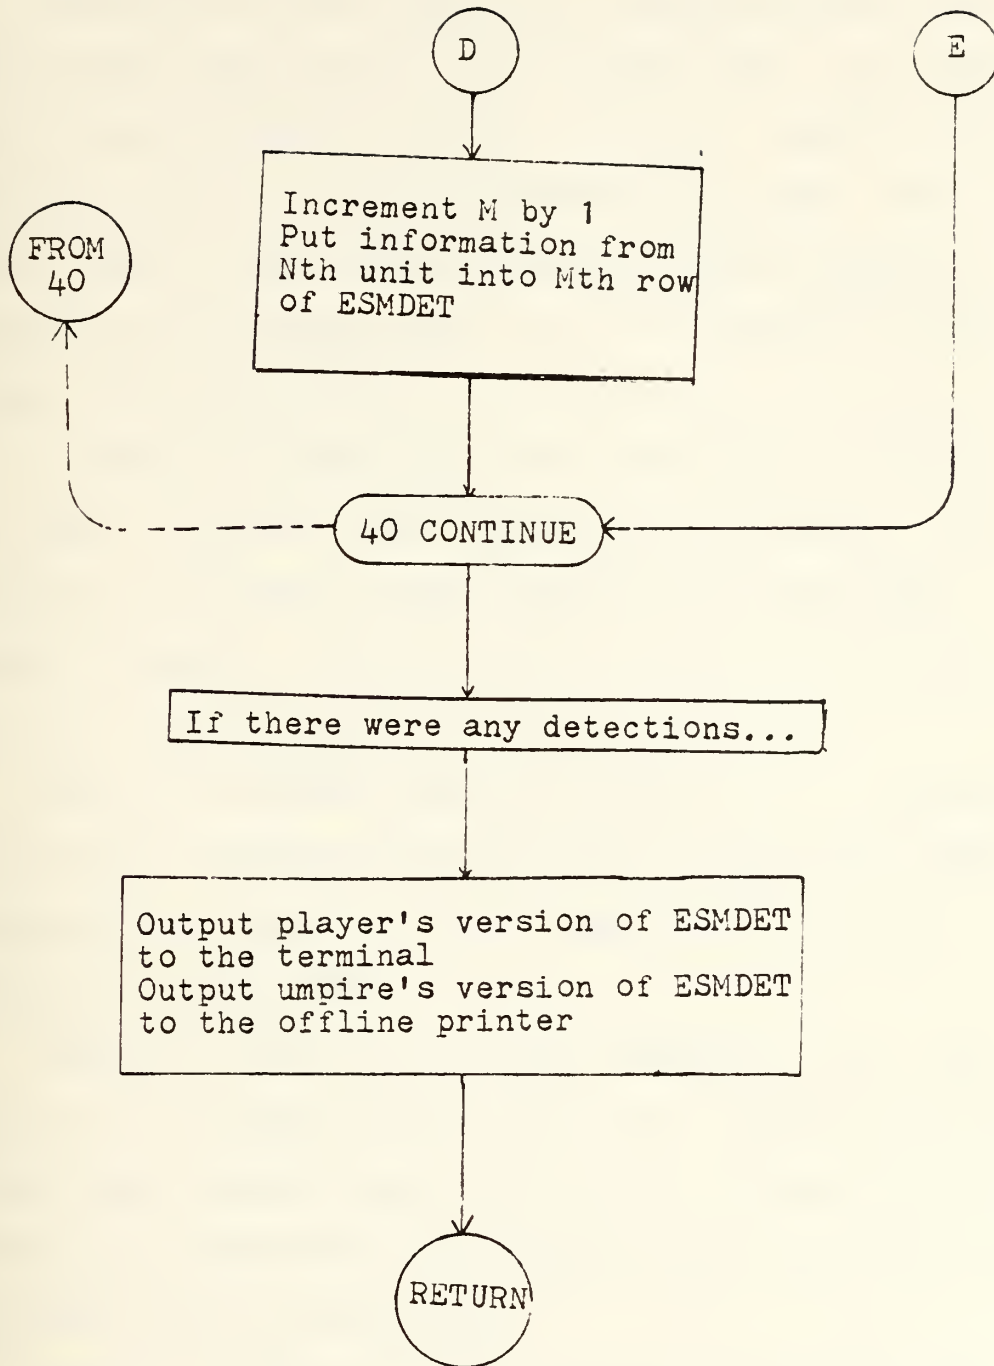 D
E
Increment M by 1
Put information from
Nth unit into Mth row
of ESMDET
FROM
40
40 CONTINUE
If there were any detections...
Output player's version of ESMDET
to the terminal
Output umpire's version of ESMDET
to the offline printer
RETURN